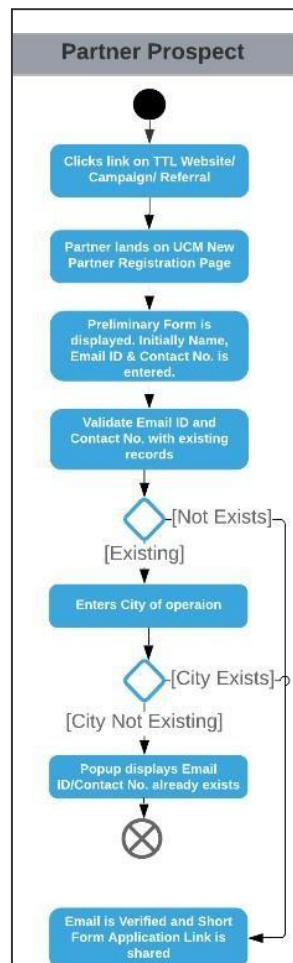 Partner Prospect
Clicks link on TTL Website/
Campaign/ Referral
Partner lands on UCM New
Partner Registration Page
Preliminary Form is
displayed. Initially Name,
Email ID & Contact No. is
entered.
Validate Email ID and
Contact No. with existing
records
[Not Exists]
[Existing]
Enters City of operaion
[City Exists]
[City Not Existing]
Popup displays Email
ID/Contact No. already exists
Email is Verified and Short
Form Application Link is
shared